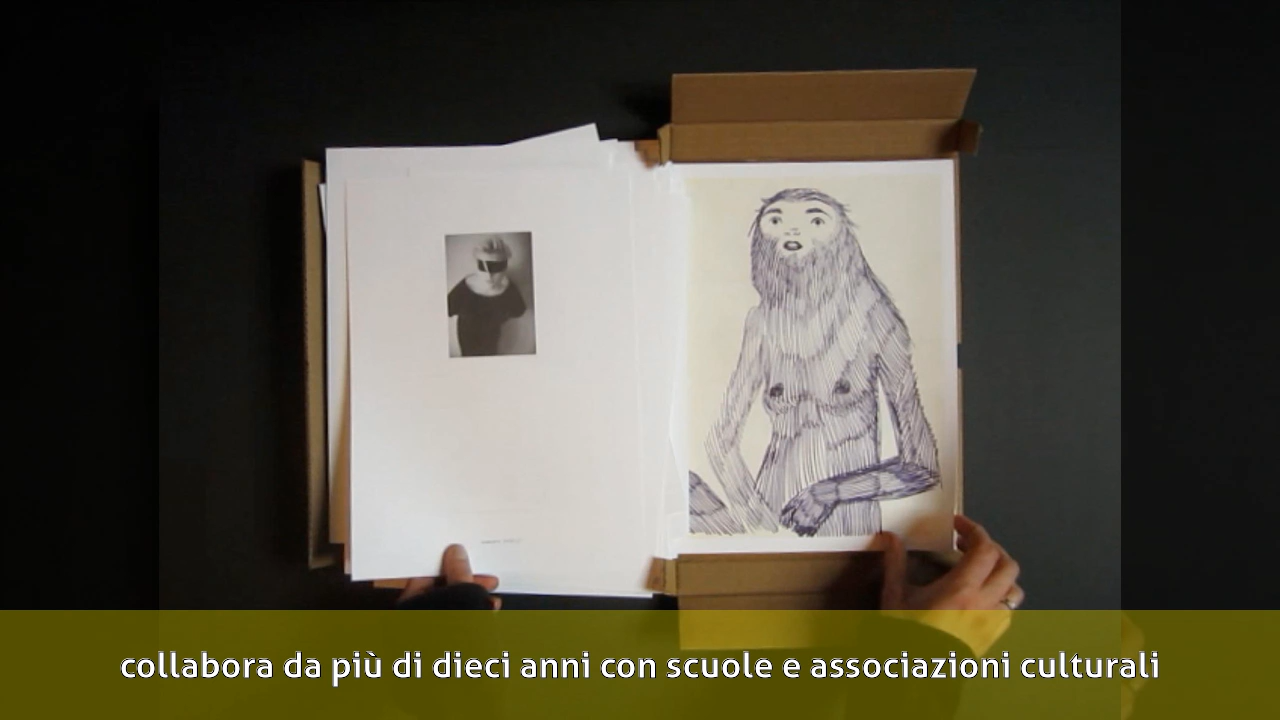 collabora da più di dieci anni con scuole e associazioni culturali